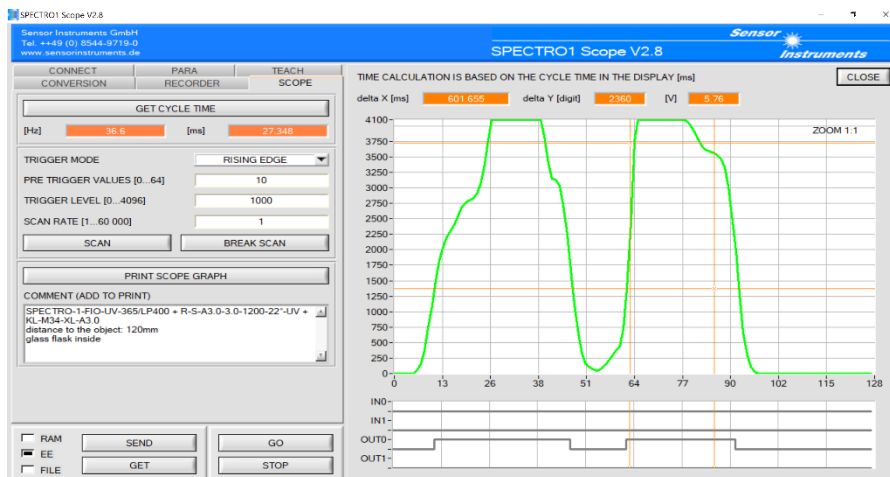 SPECTRO1 Scope V2.8
Sensor Instruments GmbH
Tel. ++49 (0) 8544-9719-0
www.sensorinstruments.de
SPECTRO1 Scope V2.8
Sensor
Instruments
CONNECT PARA TEACH
CONVERSION RECORDER SCOPE
GET CYCLE TIME
[Hz] 36.6 [ms] 27.348
TRIGGER MODE RISING EDGE
PRE TRIGGER VALUES [0...64] 10
TRIGGER LEVEL [0...4096] 1000
SCAN RATE [1...60 000] 1
SCAN BREAK SCAN
PRINT SCOPE GRAPH
COMMENT (ADD TO PRINT)
SPECTRO-1-FIO-UV-365/LP400 + R-S-A3.0-3.0-1200-22°-UV +
KL-M34-XL-A3.0
distance to the object: 120mm
glass flask inside
RAM
EE
FILE
SEND GO
GET STOP
TIME CALCULATION IS BASED ON THE CYCLE TIME IN THE DISPLAY [ms]
CLOSE
delta X [ms] 601.655 delta Y [digit] 2360 [V] 5.76
ZOOM 1:1
4100
3750
3500
3250
3000
2750
2500
2250
2000
1750
1500
1250
1000
750
500
250
0
0 13 26 38 51 64 77 90 102 115 128
IN0
IN1
OUT0
OUT1